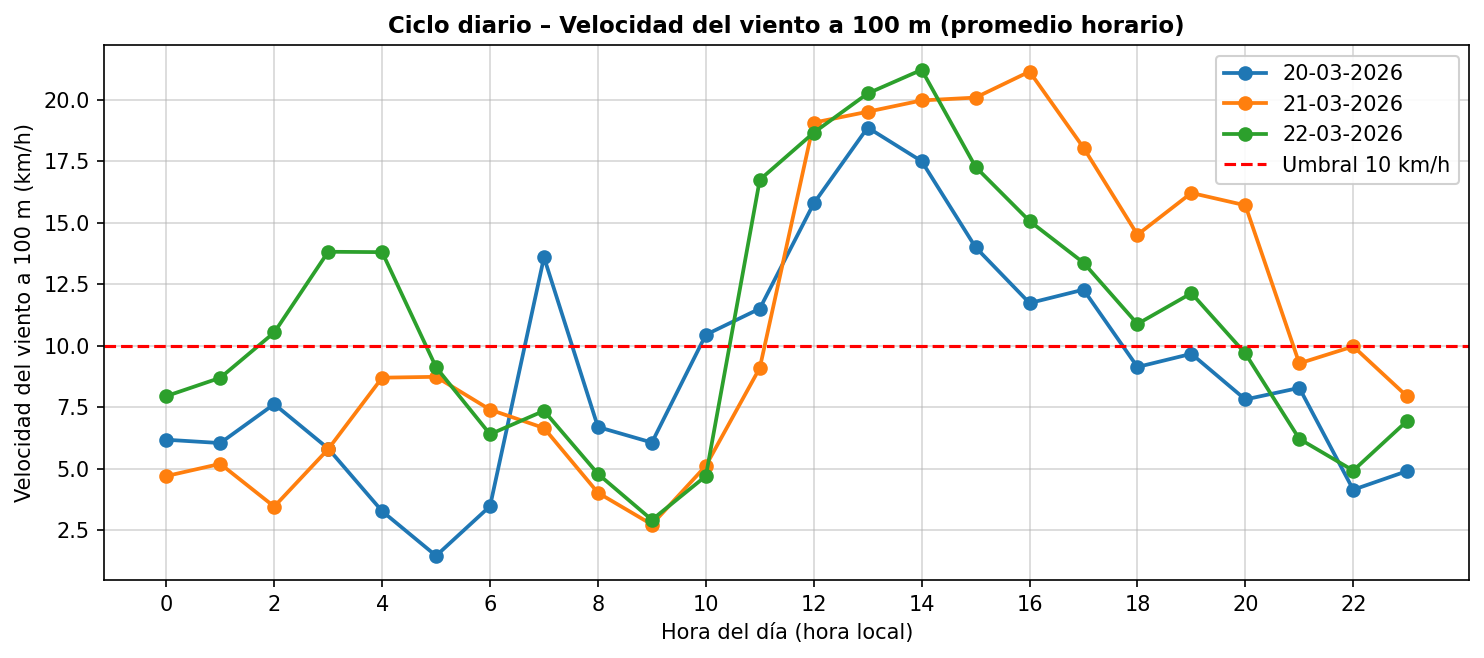 Ciclo diario – Velocidad del viento a 100 m (promedio horario)
Velocidad del viento a 100 m (km/h)
20.0
17.5
15.0
12.5
10.0
7.5
5.0
2.5
20-03-2026
21-03-2026
22-03-2026
Umbral 10 km/h
0 2 4 6 8 10 12 14 16 18 20 22
Hora del día (hora local)